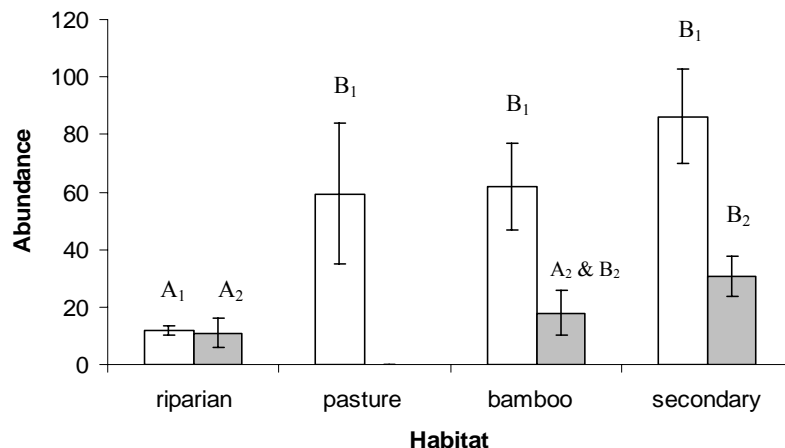 120
100
80
60
40
20
0
Abundance
A₁
A₂
B₁
B₁
A₂ & B₂
B₁
B₂
riparian
pasture
bamboo
secondary
Habitat